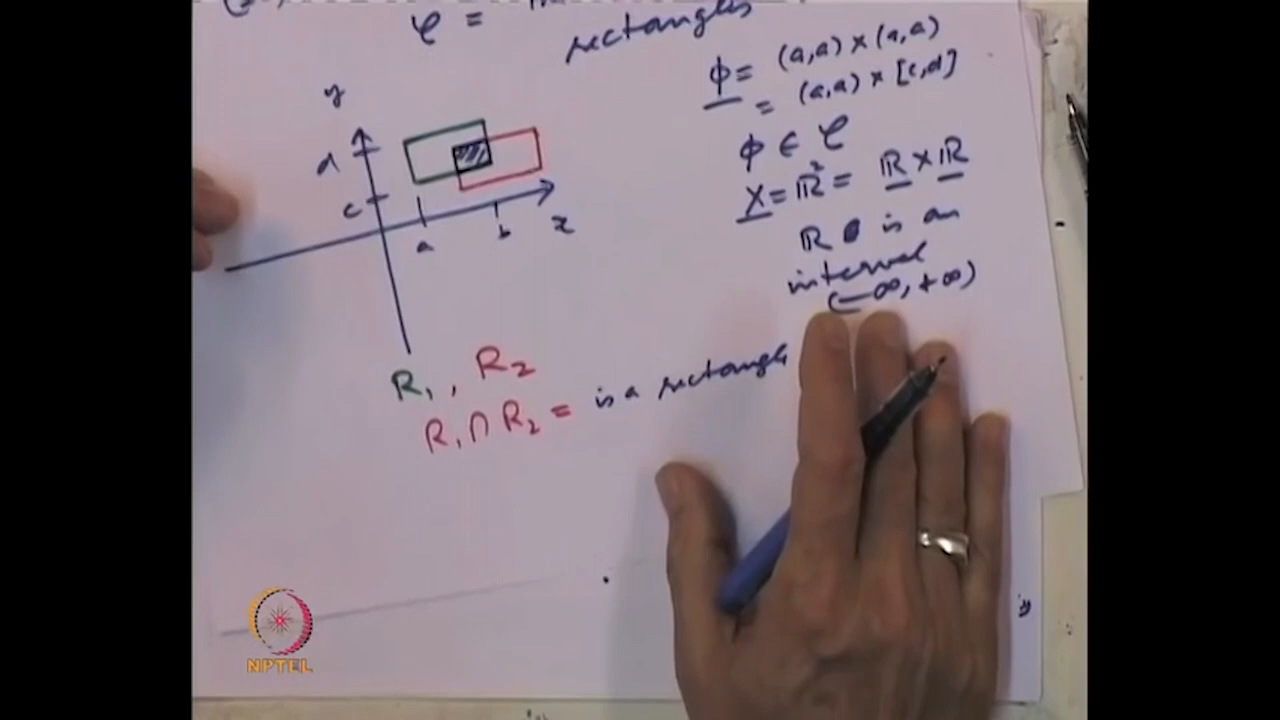 𝒞 =
rectangles
ϕ = (a,a) × (a,a)
= (a,a) × [c,d]
ϕ ∈ 𝒞
X = ℝ² = ℝ × ℝ
ℝ is an
interval
(−∞, +∞)
y
d
c
a
b
x
R₁, R₂
R₁ ∩ R₂ = is a rectangle
NPTEL